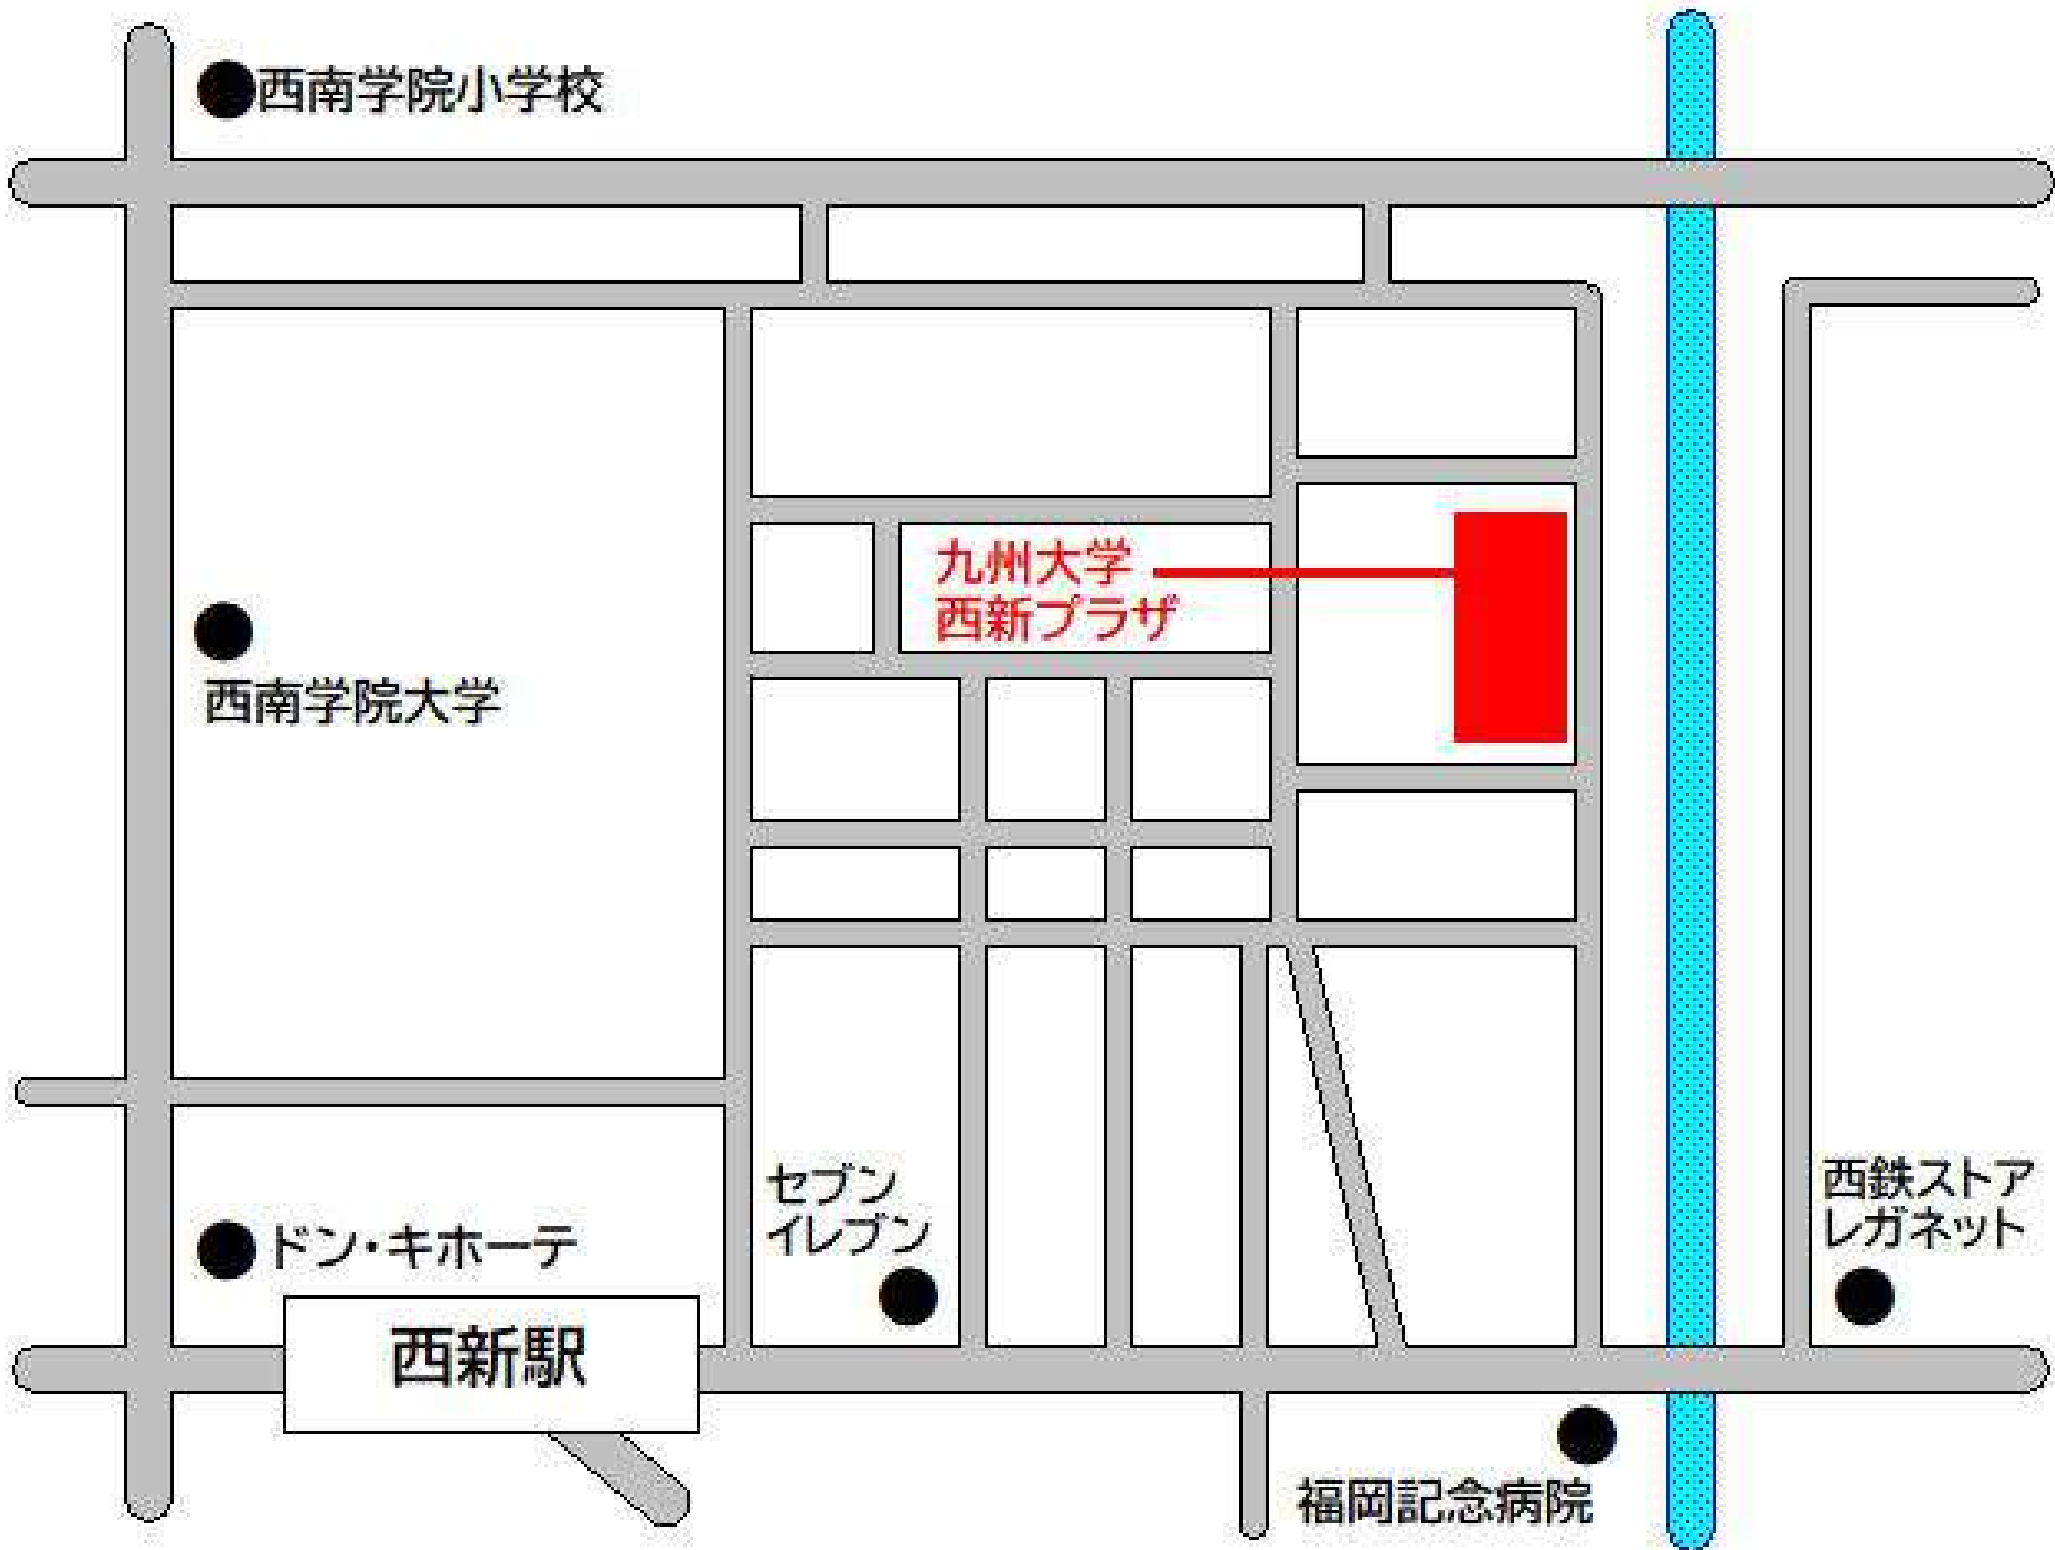 西南学院小学校
九州大学
西新プラザ
西南学院大学
セブン
イレブン
西鉄ストア
レガネット
ドン・キホーテ
西新駅
福岡記念病院